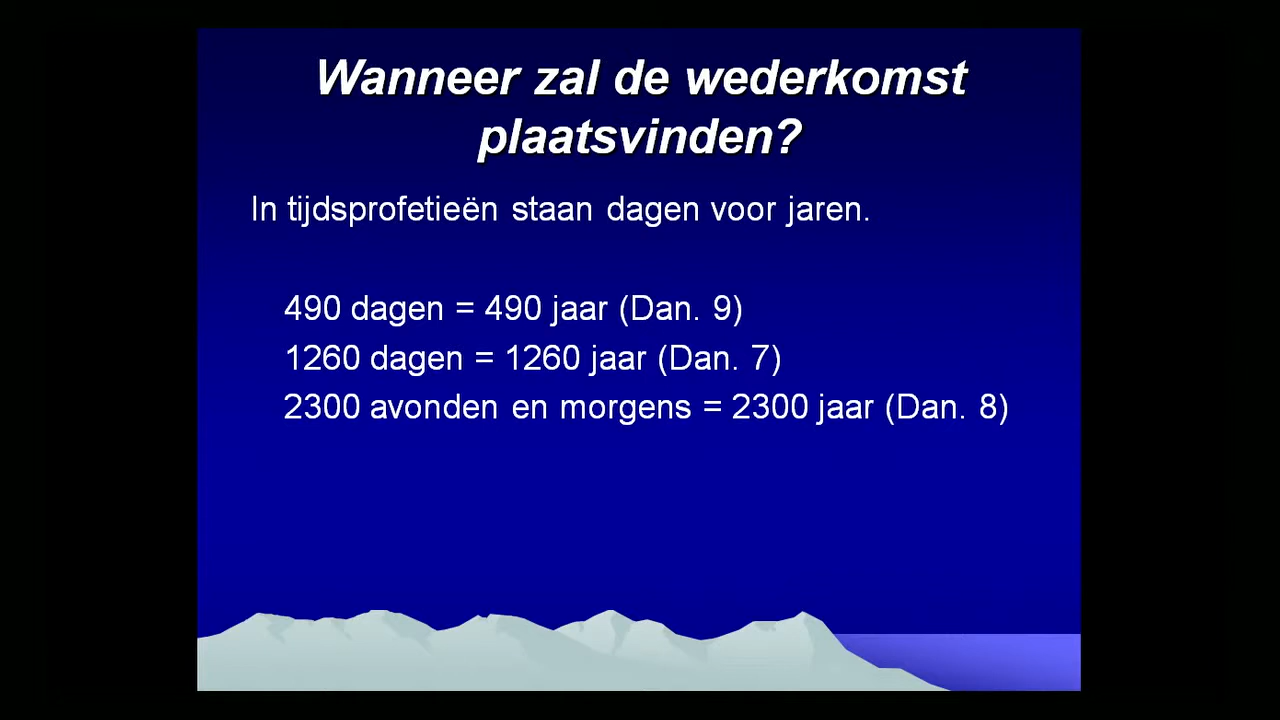 Wanneer zal de wederkomst
plaatsvinden?
In tijdsprofetieën staan dagen voor jaren.
490 dagen = 490 jaar (Dan. 9)
1260 dagen = 1260 jaar (Dan. 7)
2300 avonden en morgens = 2300 jaar (Dan. 8)